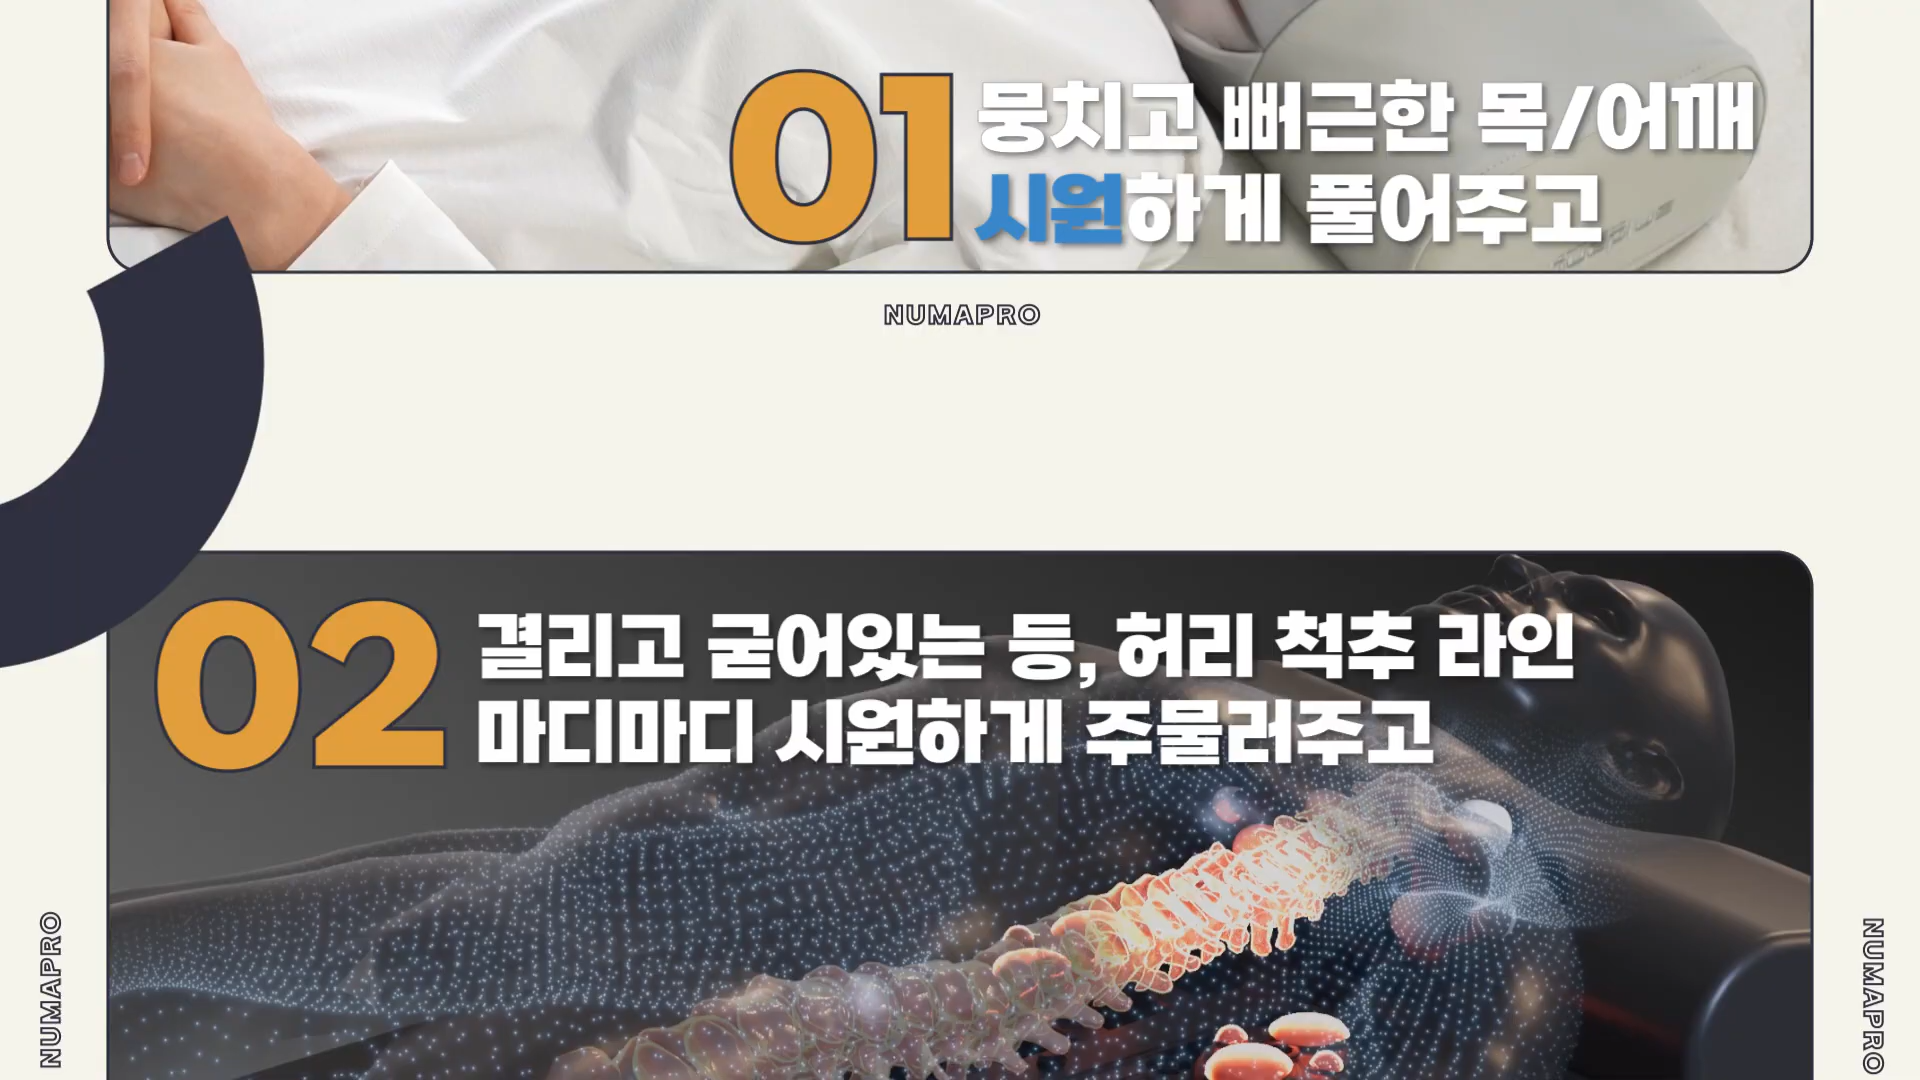 01
뭉치고 뻐근한 목/어깨
시원하게 풀어주고
NUMAPRO
02
결리고 굳어있는 등, 허리 척추 라인
마디마디 시원하게 주물러주고
NUMAPRO
NUMAPRO